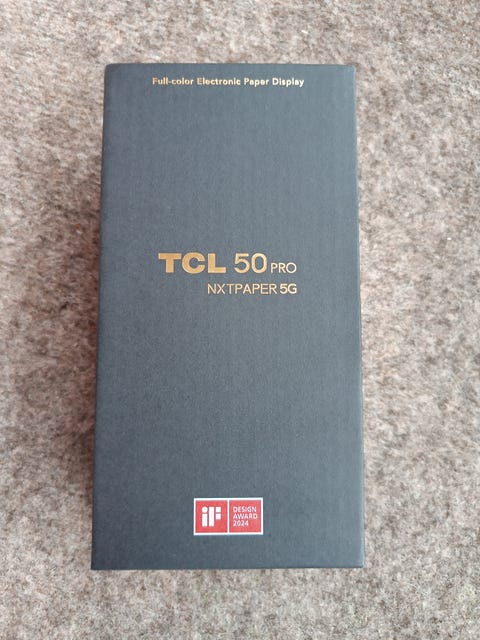 Full-color Electronic Paper Display
TCL 50 PRO
NXTPAPER 5G
iF
DESIGN
AWARD
2024